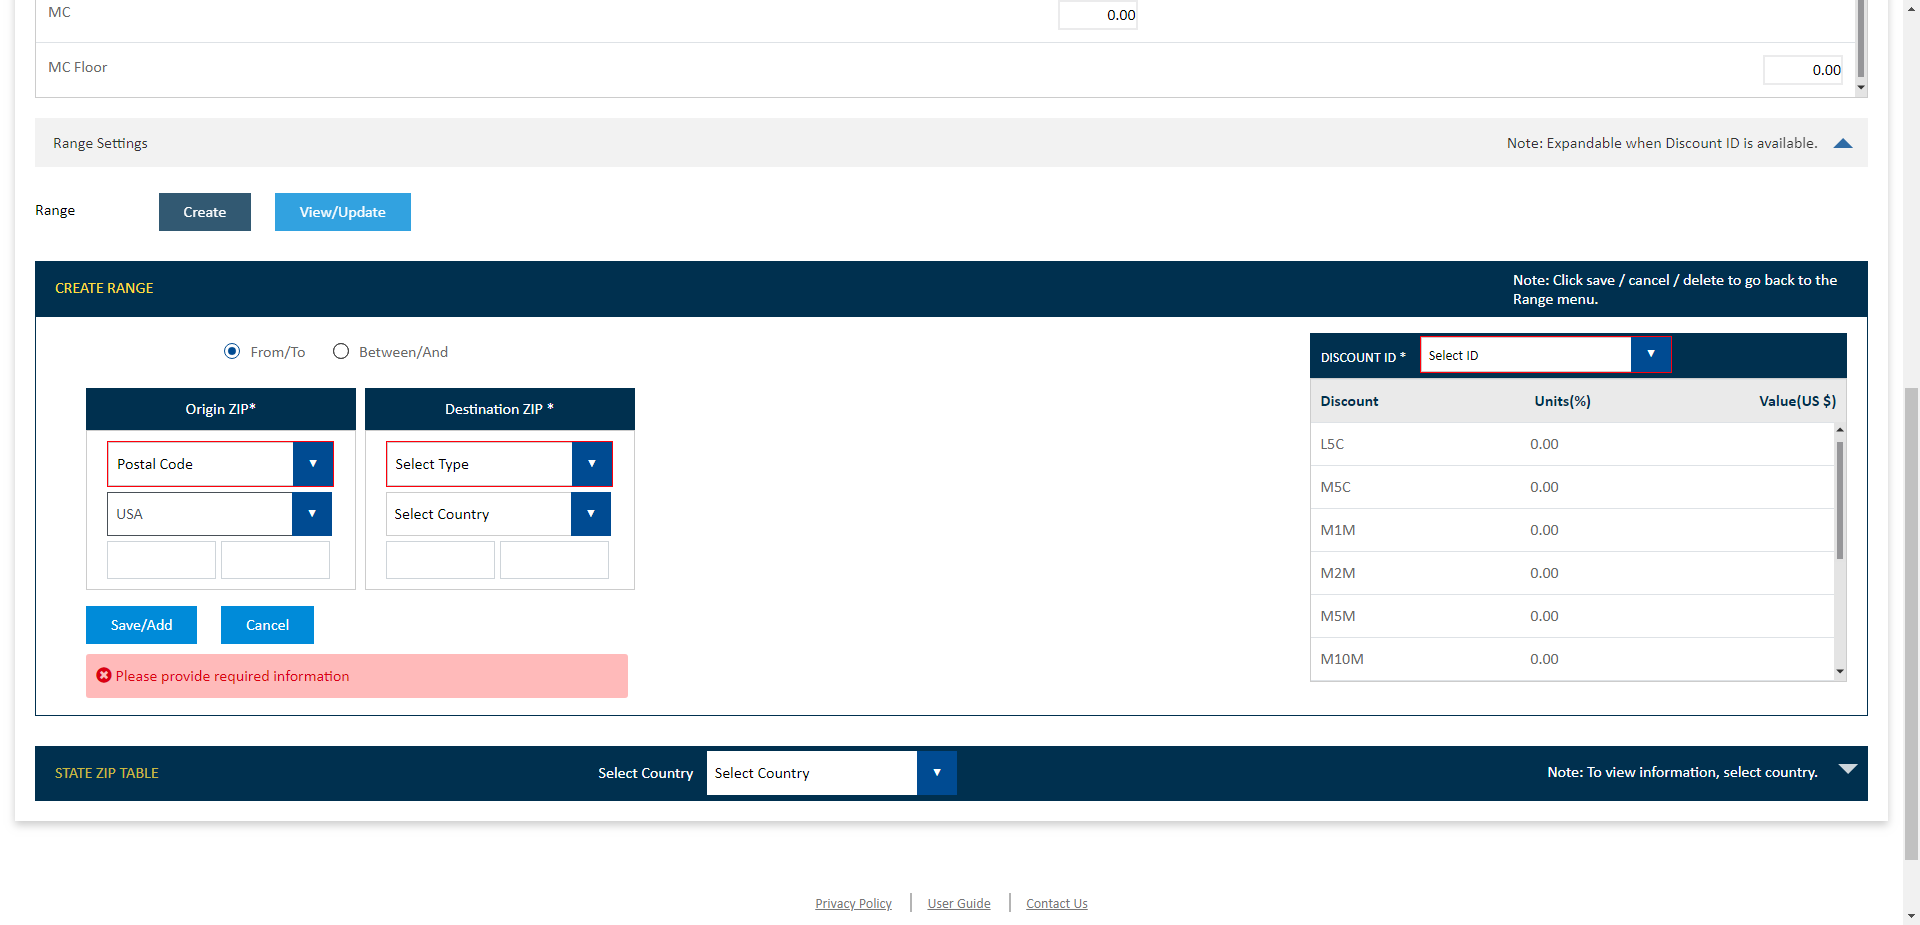 MC
0.00
MC Floor
0.00
Range Settings
Note: Expandable when Discount ID is available.
Range
Create
View/Update
CREATE RANGE
Note: Click save / cancel / delete to go back to the
Range menu.
From/To
Between/And
DISCOUNT ID *
Select ID
Origin ZIP*
Destination ZIP *
Discount
Units(%)
Value(US $)
Postal Code
Select Type
L5C
0.00
M5C
0.00
USA
Select Country
M1M
0.00
M2M
0.00
M5M
0.00
M10M
0.00
Save/Add
Cancel
Please provide required information
STATE ZIP TABLE
Select Country
Select Country
Note: To view information, select country.
Privacy Policy
User Guide
Contact Us